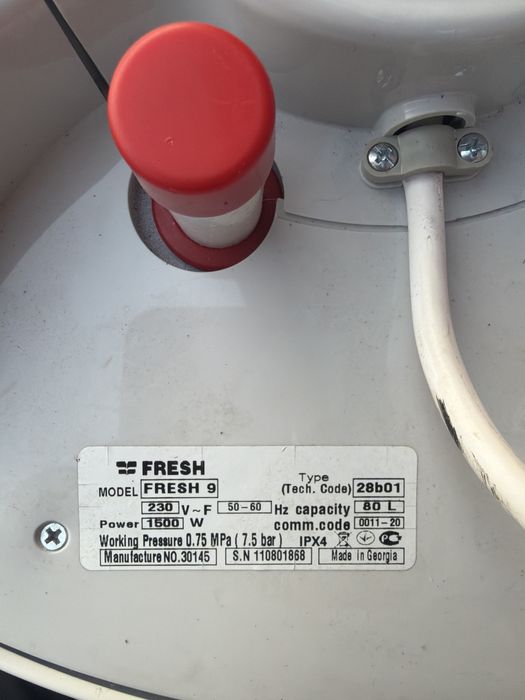 FRESH
MODEL FRESH 9 Type (Tech. Code) 28b01
230 V~F 50-60 Hz capacity 80 L
Power 1500 W comm.code 0011-20
Working Pressure 0.75 MPa ( 7.5 bar ) IPX4
Manufacture NO.30145 S.N 110801868 Made in Georgia